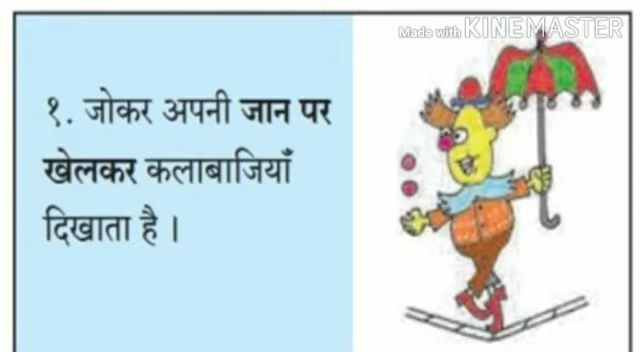 Made with KINEMASTER
१. जोकर अपनी जान पर
खेलकर कलाबाजियाँ
दिखाता है ।